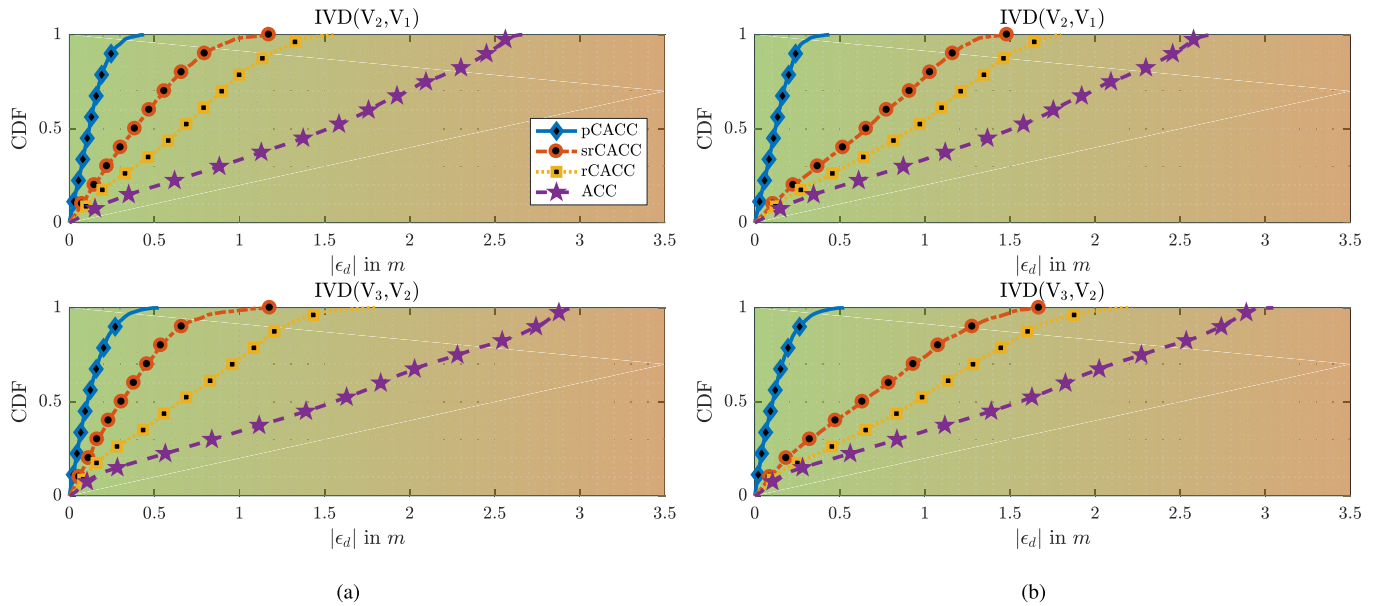 IVD(V2,V1)
1
0.5
0
CDF
0 0.5 1 1.5 2 2.5 3 3.5
|ϵd| in m
pCACC
srCACC
rCACC
ACC
IVD(V3,V2)
1
0.5
0
CDF
0 0.5 1 1.5 2 2.5 3 3.5
|ϵd| in m
(a)
IVD(V2,V1)
1
0.5
0
CDF
0 0.5 1 1.5 2 2.5 3 3.5
|ϵd| in m
IVD(V3,V2)
1
0.5
0
CDF
0 0.5 1 1.5 2 2.5 3 3.5
|ϵd| in m
(b)